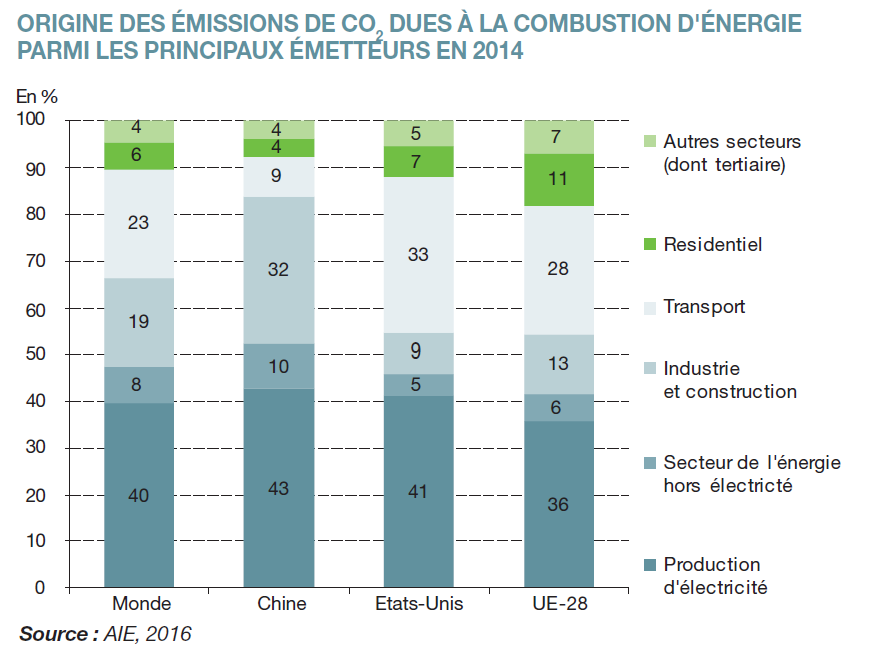 ORIGINE DES ÉMISSIONS DE CO2 DUES À LA COMBUSTION D'ÉNERGIE
PARMI LES PRINCIPAUX ÉMETTEURS EN 2014
En %
100
90
80
70
60
50
40
30
20
10
0
4
6
23
19
8
40
4
4
9
32
10
43
5
7
33
9
5
41
7
11
28
13
6
36
Monde
Chine
Etats-Unis
UE-28
Autres secteurs
(dont tertiaire)
Residentiel
Transport
Industrie
et construction
Secteur de l'énergie
hors électricté
Production
d'électricité
Source : AIE, 2016